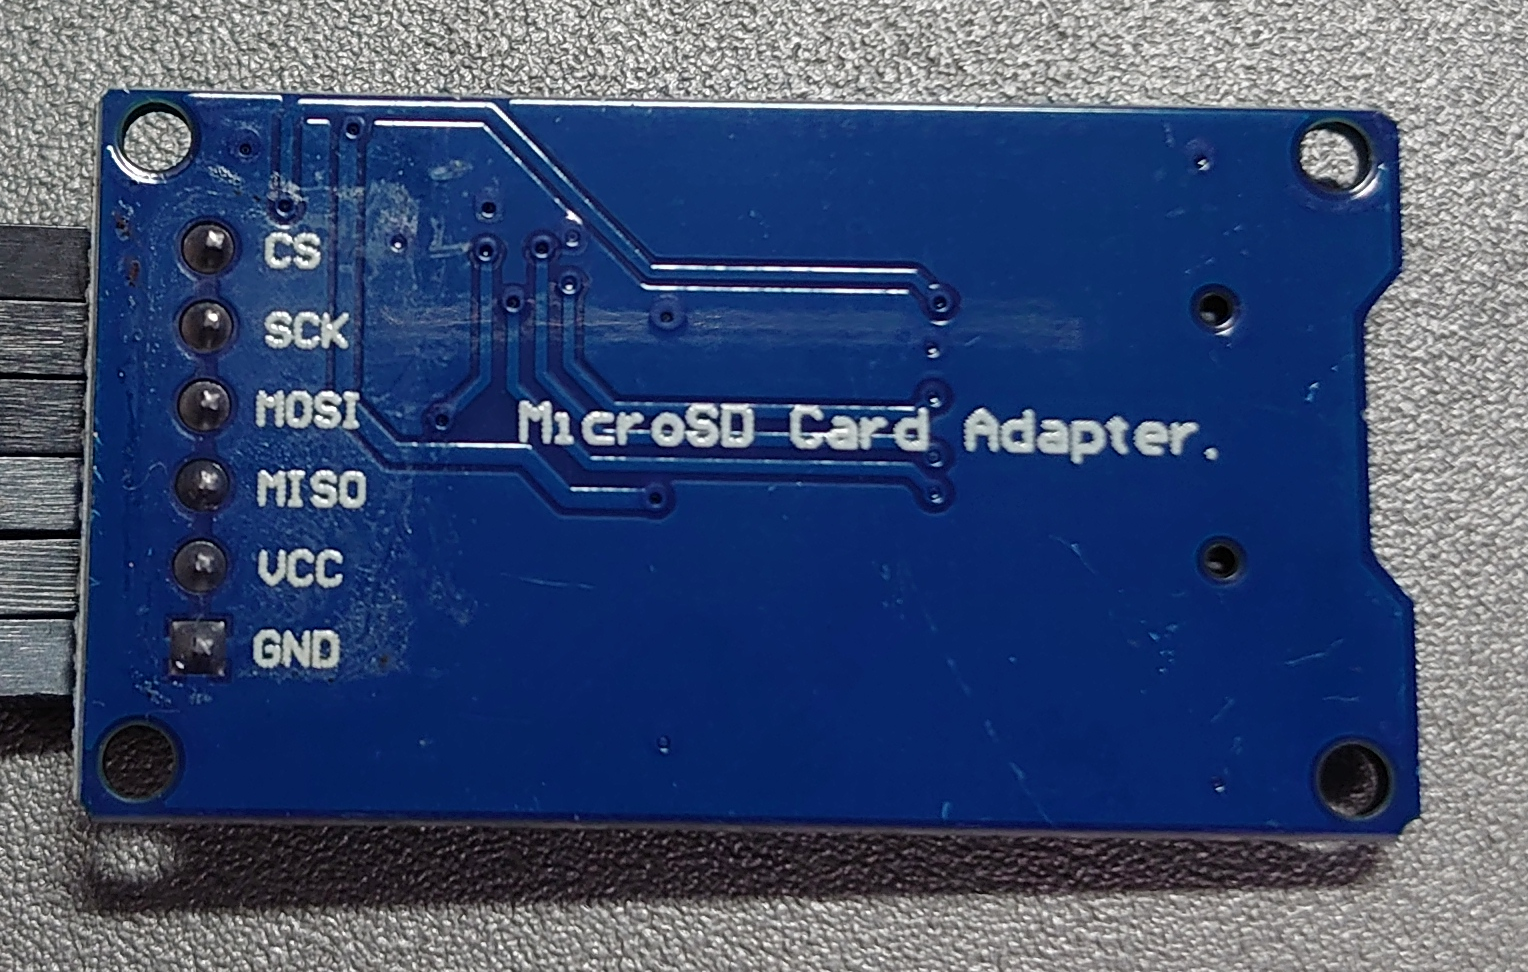 CS
SCK
MOSI
MicroSD Card Adapter.
MISO
VCC
GND